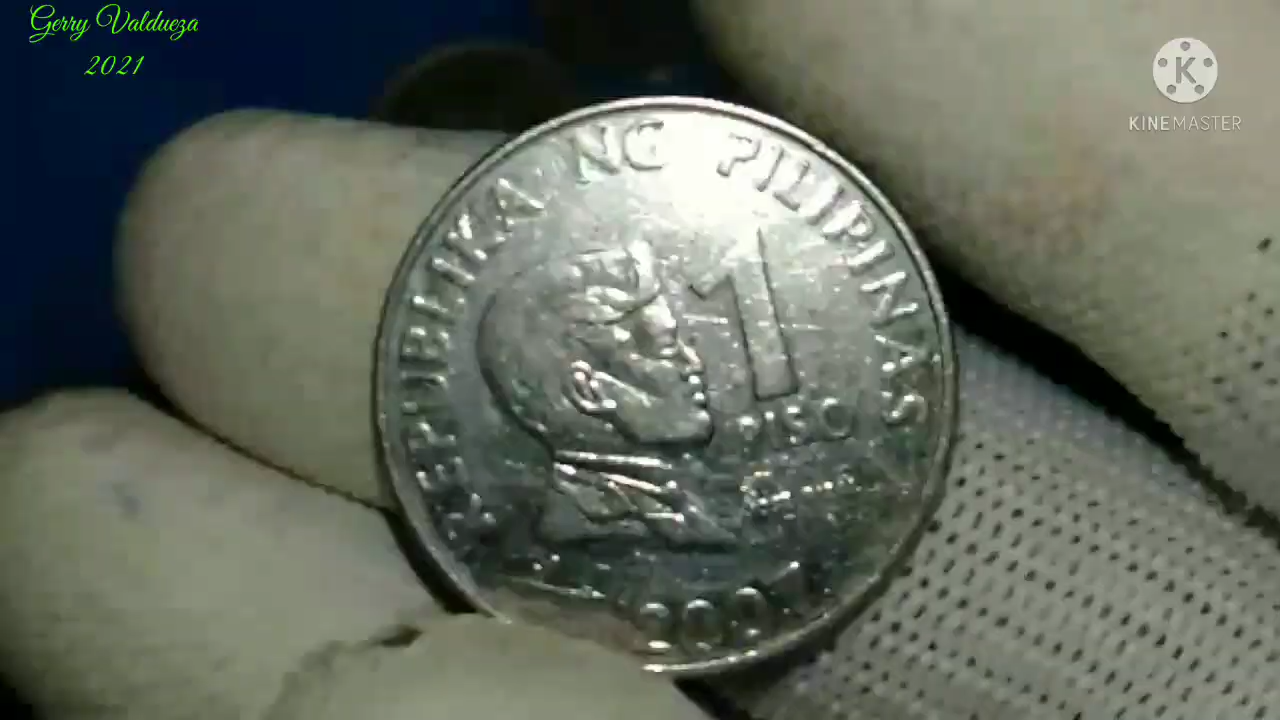 Gerry Valdueza
2021
KINEMASTER
REPUBLIKA NG PILIPINAS
1
PISO